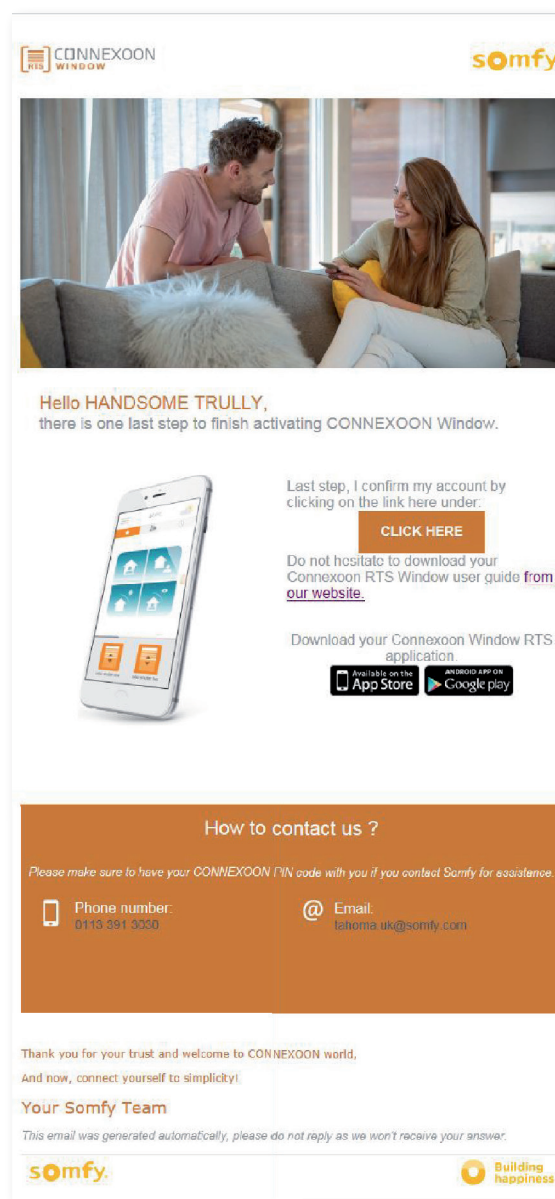 CONNEXOON
RTS WINDOW
somfy
Hello HANDSOME TRULLY,
there is one last step to finish activating CONNEXOON Window.
Last step, I confirm my account by
clicking on the link here under:
CLICK HERE
Do not hesitate to download your
Connexoon RTS Window user guide from
our website.
Download your Connexoon Window RTS
application.
Available on the
App Store
ANDROID APP ON
Google play
How to contact us ?
Please make sure to have your CONNEXOON PIN code with you if you contact Somfy for assistance.
Phone number:
0113 391 3030
@ Email:
tahoma.uk@somfy.com
Thank you for your trust and welcome to CONNEXOON world,
And now, connect yourself to simplicity!
Your Somfy Team
This email was generated automatically, please do not reply as we won't receive your answer.
somfy.
Building
happiness